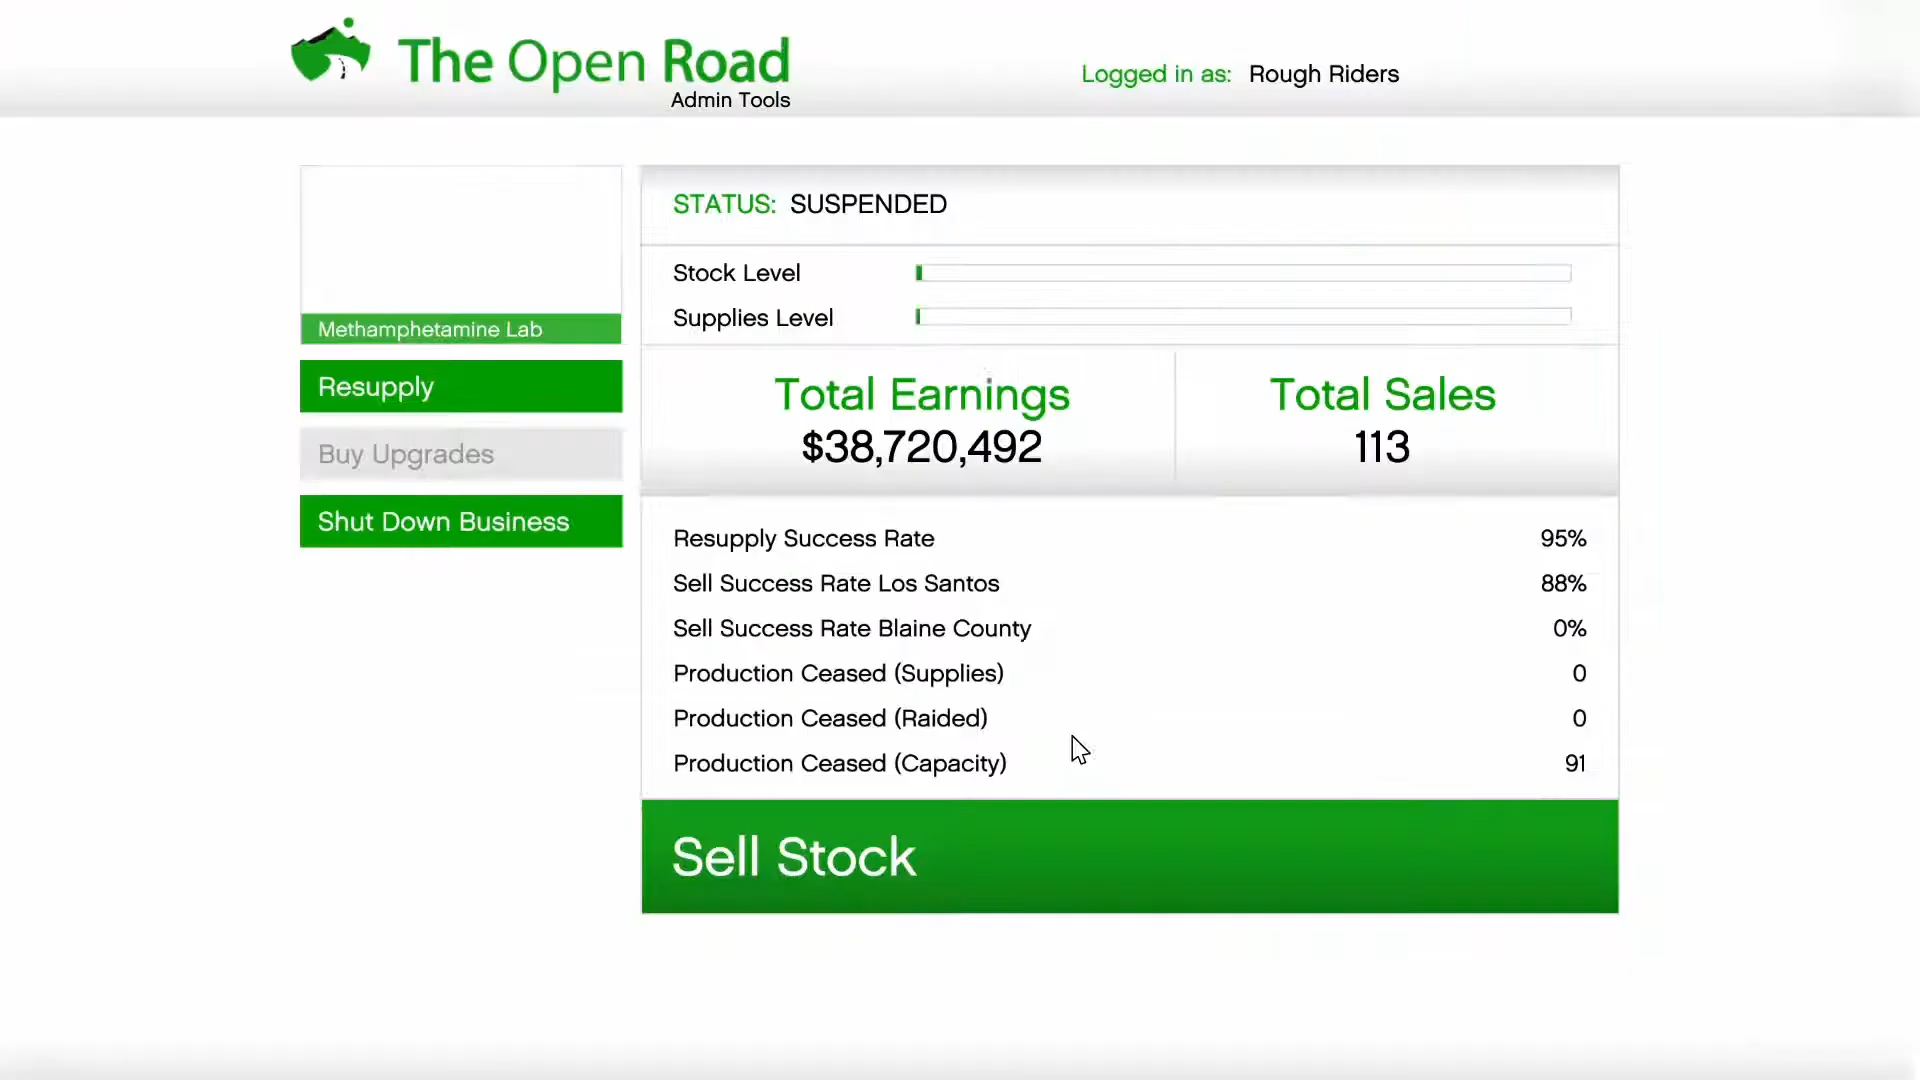 The Open Road
Admin Tools
Logged in as: Rough Riders
Methamphetamine Lab
Resupply
Buy Upgrades
Shut Down Business
STATUS: SUSPENDED
Stock Level
Supplies Level
Total Earnings
$38,720,492
Total Sales
113
Resupply Success Rate 95%
Sell Success Rate Los Santos 88%
Sell Success Rate Blaine County 0%
Production Ceased (Supplies) 0
Production Ceased (Raided) 0
Production Ceased (Capacity) 91
Sell Stock